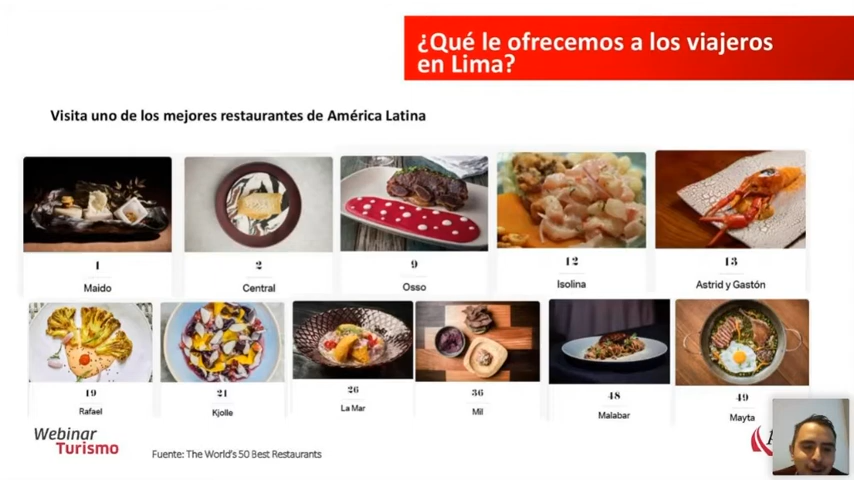 ¿Qué le ofrecemos a los viajeros
en Lima?
Visita uno de los mejores restaurantes de América Latina
1
Maido
2
Central
9
Osso
12
Isolina
13
Astrid y Gastón
19
Rafael
21
Kjolle
26
La Mar
36
Mil
48
Malabar
49
Mayta
Webinar
Turismo
Fuente: The World's 50 Best Restaurants